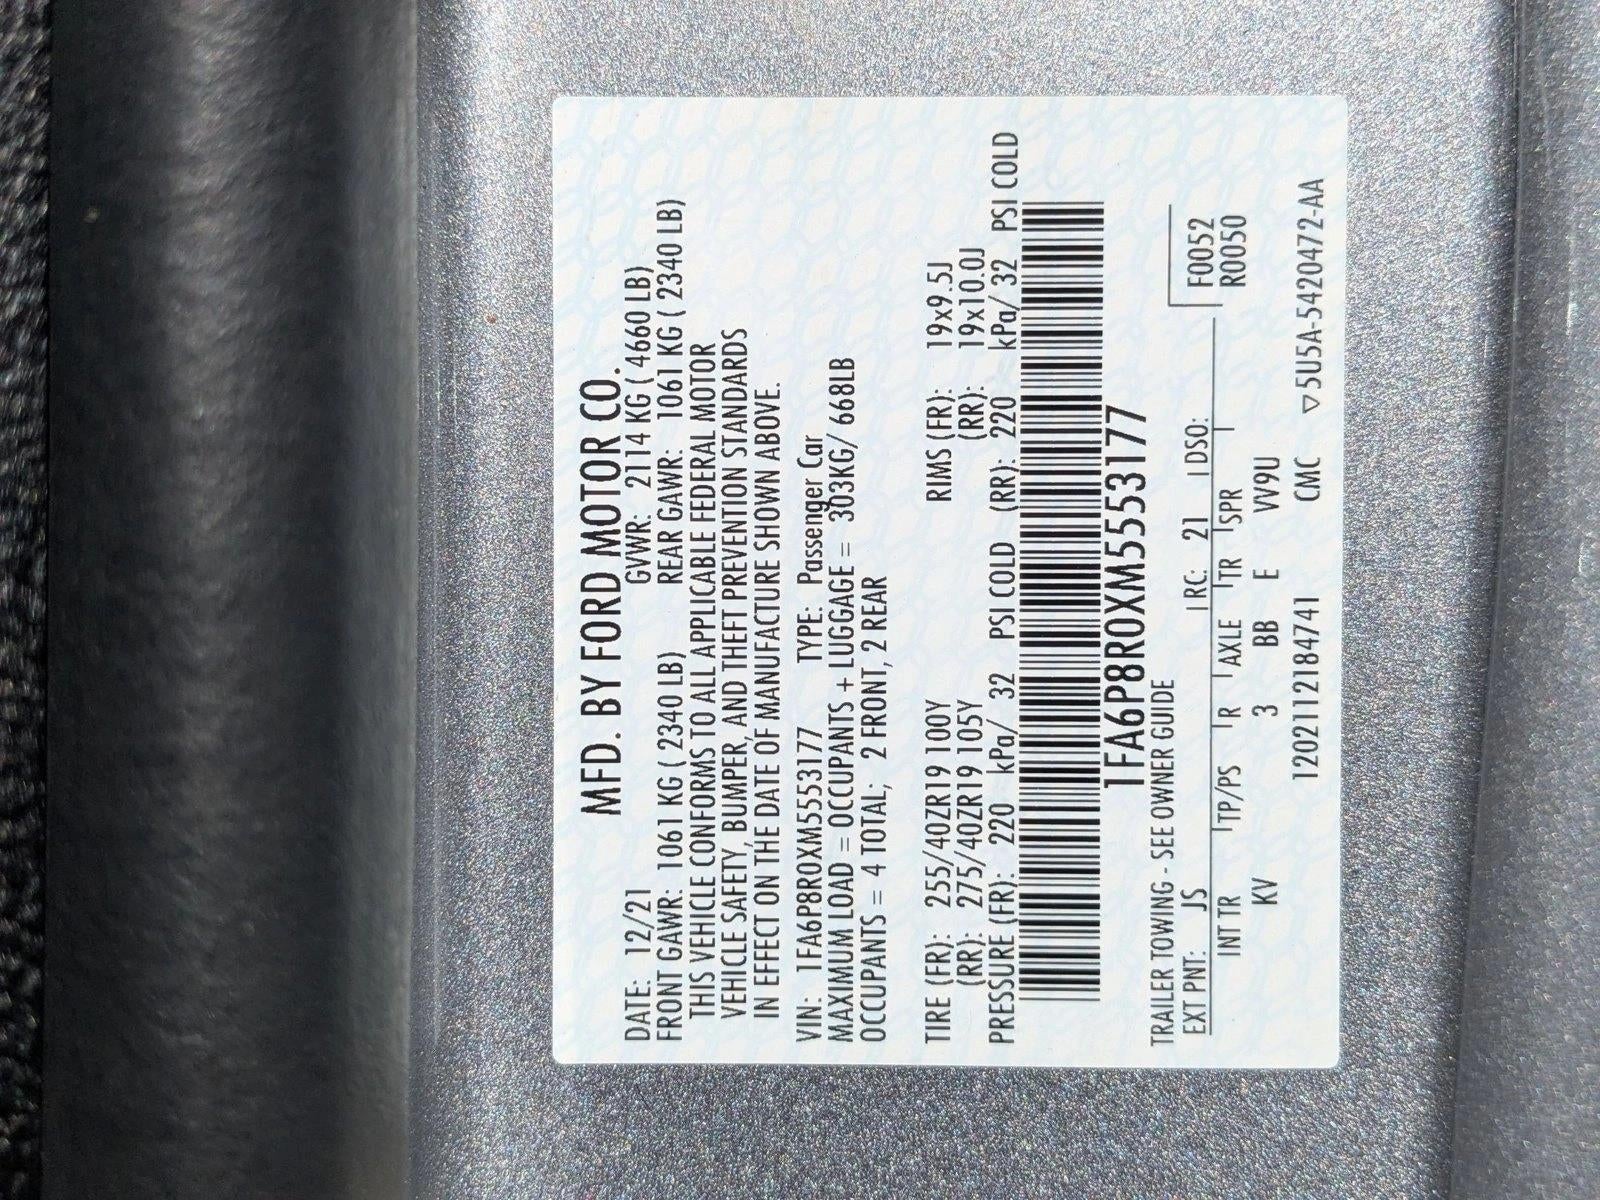 MFD. BY FORD MOTOR CO.
DATE: 12/21 GVWR: 2114 KG ( 4660 LB)
FRONT GAWR: 1061 KG ( 2340 LB) REAR GAWR: 1061 KG ( 2340 LB)
THIS VEHICLE CONFORMS TO ALL APPLICABLE FEDERAL MOTOR
VEHICLE SAFETY, BUMPER, AND THEFT PREVENTION STANDARDS
IN EFFECT ON THE DATE OF MANUFACTURE SHOWN ABOVE.
VIN: 1FA6P8R0XM5553177 TYPE: Passenger Car
MAXIMUM LOAD = OCCUPANTS + LUGGAGE = 303KG/ 668LB
OCCUPANTS = 4 TOTAL; 2 FRONT, 2 REAR
TIRE (FR): 255/40ZR19 100Y RIMS (FR): 19x9.5J
(RR): 275/40ZR19 105Y (RR): 19x10.0J
PRESSURE (FR): 220 kPa/ 32 PSI COLD (RR): 220 kPa/ 32 PSI COLD
1FA6P8R0XM5553177
TRAILER TOWING - SEE OWNER GUIDE
EXT PNT: JS RC: 21 DSO: F0052
INT TR TP/PS R AXLE TR SPR R0050
KV 3 BB E VV9U
12021121184741 CMC ▽ 5U5A-5420472-AA